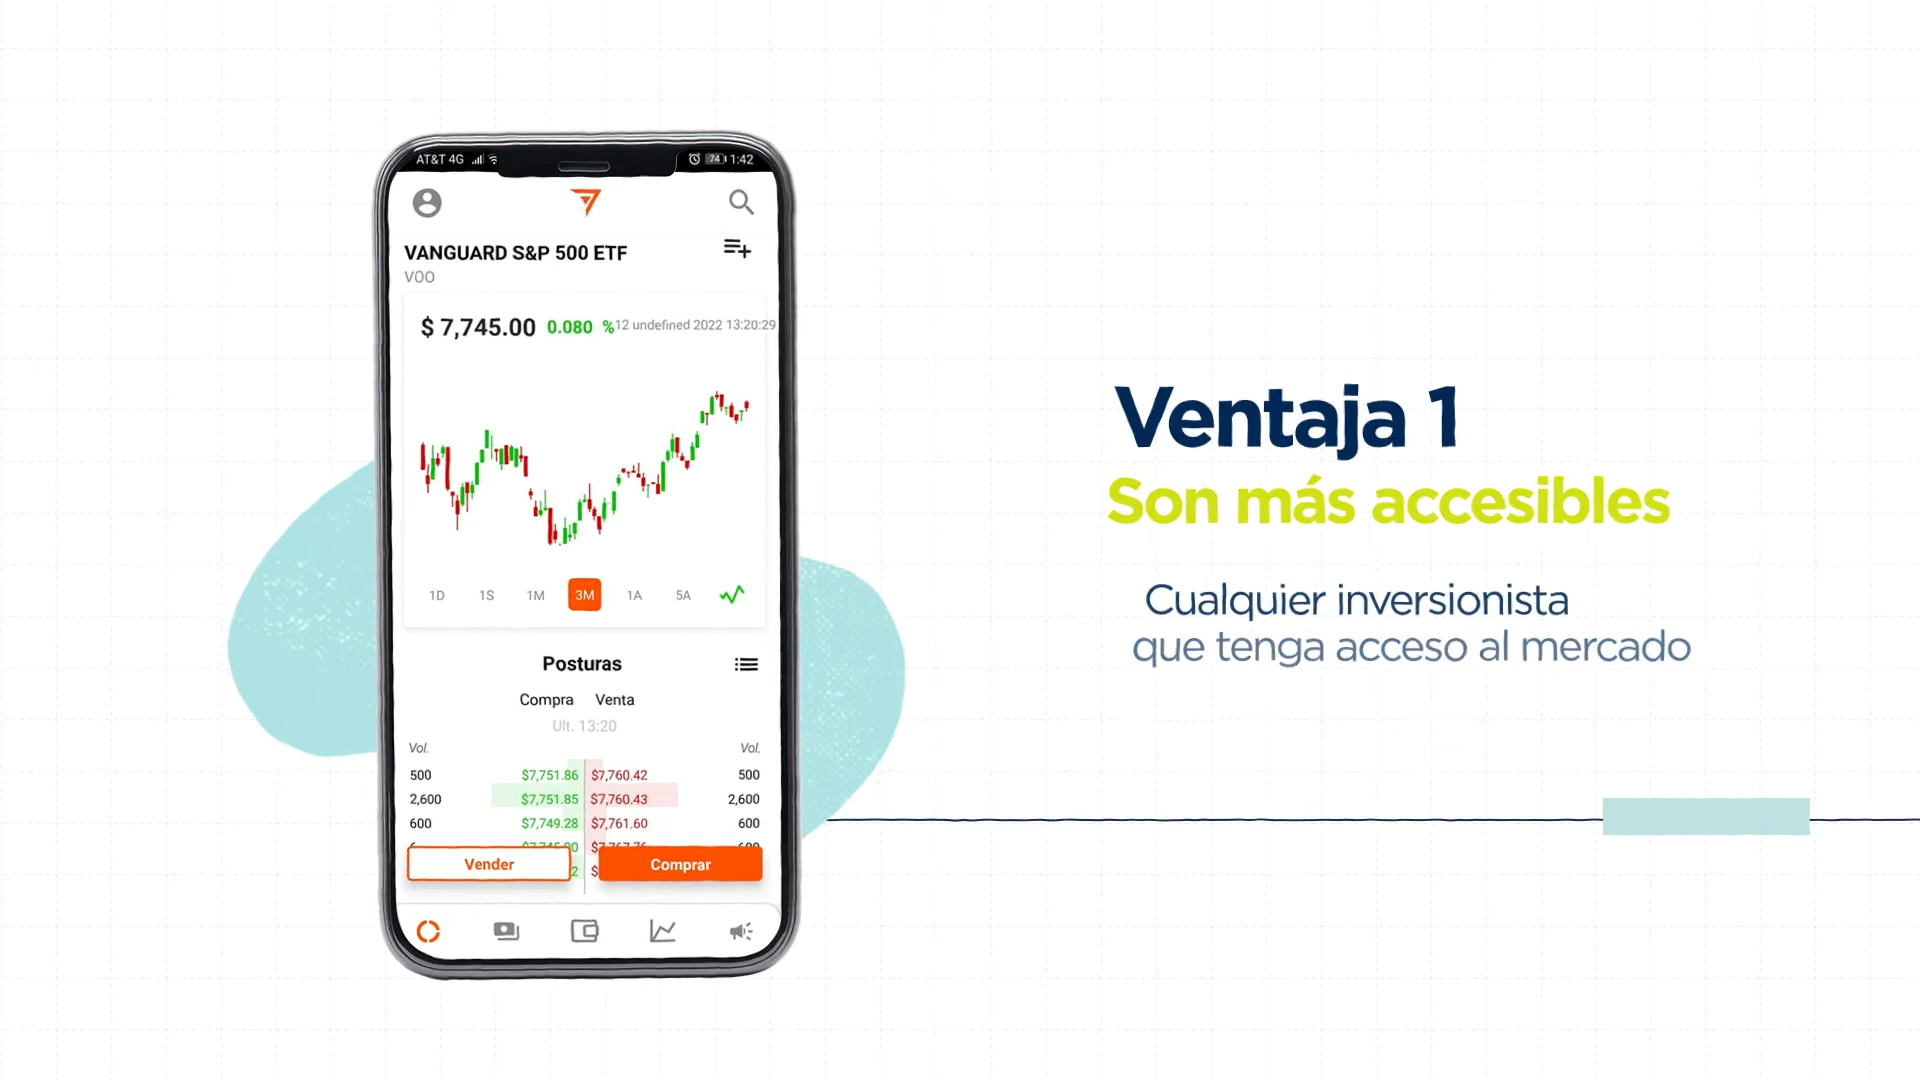 AT&T 4G 74 1:42
VANGUARD S&P 500 ETF
VOO
$ 7,745.00 0.080 % 12 undefined 2022 13:20:29
1D 1S 1M 3M 1A 5A
Posturas
Compra Venta
Ult. 13:20
Vol. Vol.
500 $7,751.86 $7,760.42 500
2,600 $7,751.85 $7,760.43 2,600
600 $7,749.28 $7,761.60 600
Vender Comprar
Ventaja 1
Son más accesibles
Cualquier inversionista
que tenga acceso al mercado